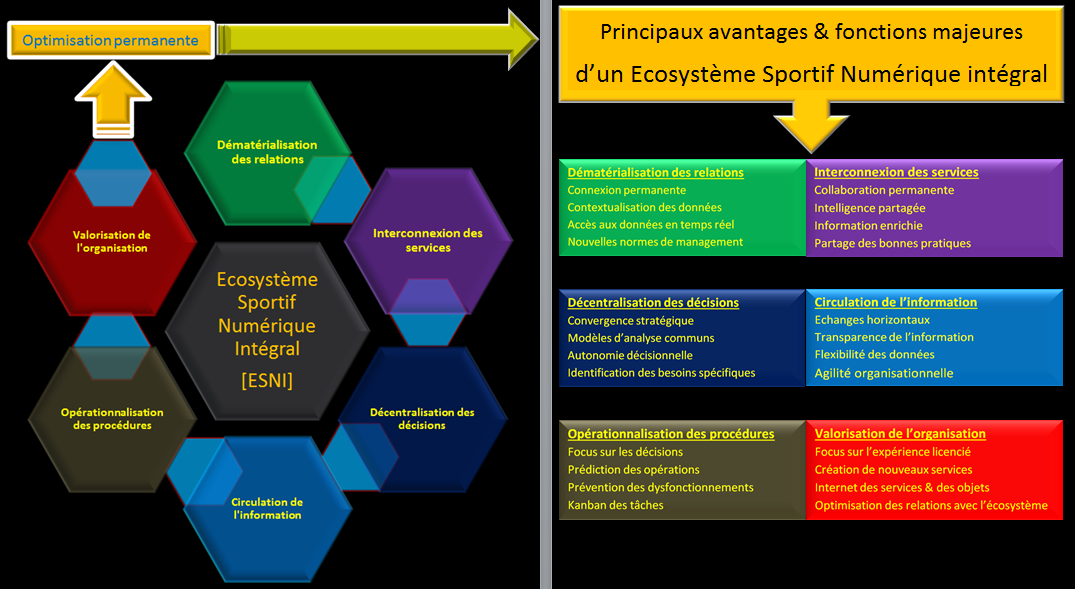 Optimisation permanente
Dématérialisation
des relations
Interconnexion des
services
Valorisation de
l'organisation
Ecosystème
Sportif
Numérique
Intégral
[ESNI]
Opérationnalisation
des procédures
Décentralisation des
décisions
Circulation de
l'information
Principaux avantages & fonctions majeures
d’un Ecosystème Sportif Numérique intégral
Dématérialisation des relations
Connexion permanente
Contextualisation des données
Accès aux données en temps réel
Nouvelles normes de management
Interconnexion des services
Collaboration permanente
Intelligence partagée
Information enrichie
Partage des bonnes pratiques
Décentralisation des décisions
Convergence stratégique
Modèles d’analyse communs
Autonomie décisionnelle
Identification des besoins spécifiques
Circulation de l’information
Echanges horizontaux
Transparence de l’information
Flexibilité des données
Agilité organisationnelle
Opérationnalisation des procédures
Focus sur les décisions
Prédiction des opérations
Prévention des dysfonctionnements
Kanban des tâches
Valorisation de l’organisation
Focus sur l’expérience licencié
Création de nouveaux services
Internet des services & des objets
Optimisation des relations avec l’écosystème